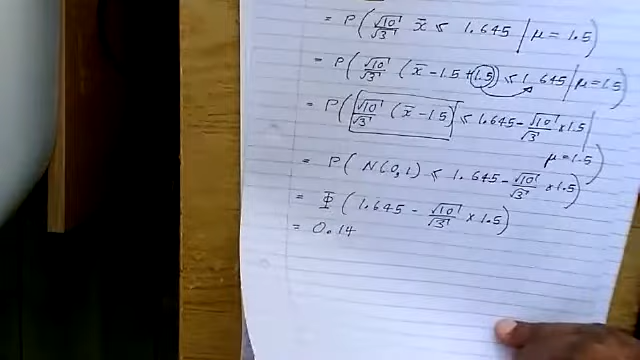 = P( √10/√3 x̄ < 1.645 | μ = 1.5 )
= P( √10/√3 ( x̄ - 1.5 + 1.5 ) < 1.645 | μ = 1.5 )
= P( √10/√3 ( x̄ - 1.5 ) < 1.645 - √10/√3 × 1.5 | μ = 1.5 )
= P( N(0,1) < 1.645 - √10/√3 × 1.5 )
= Φ ( 1.645 - √10/√3 × 1.5 )
= 0.14